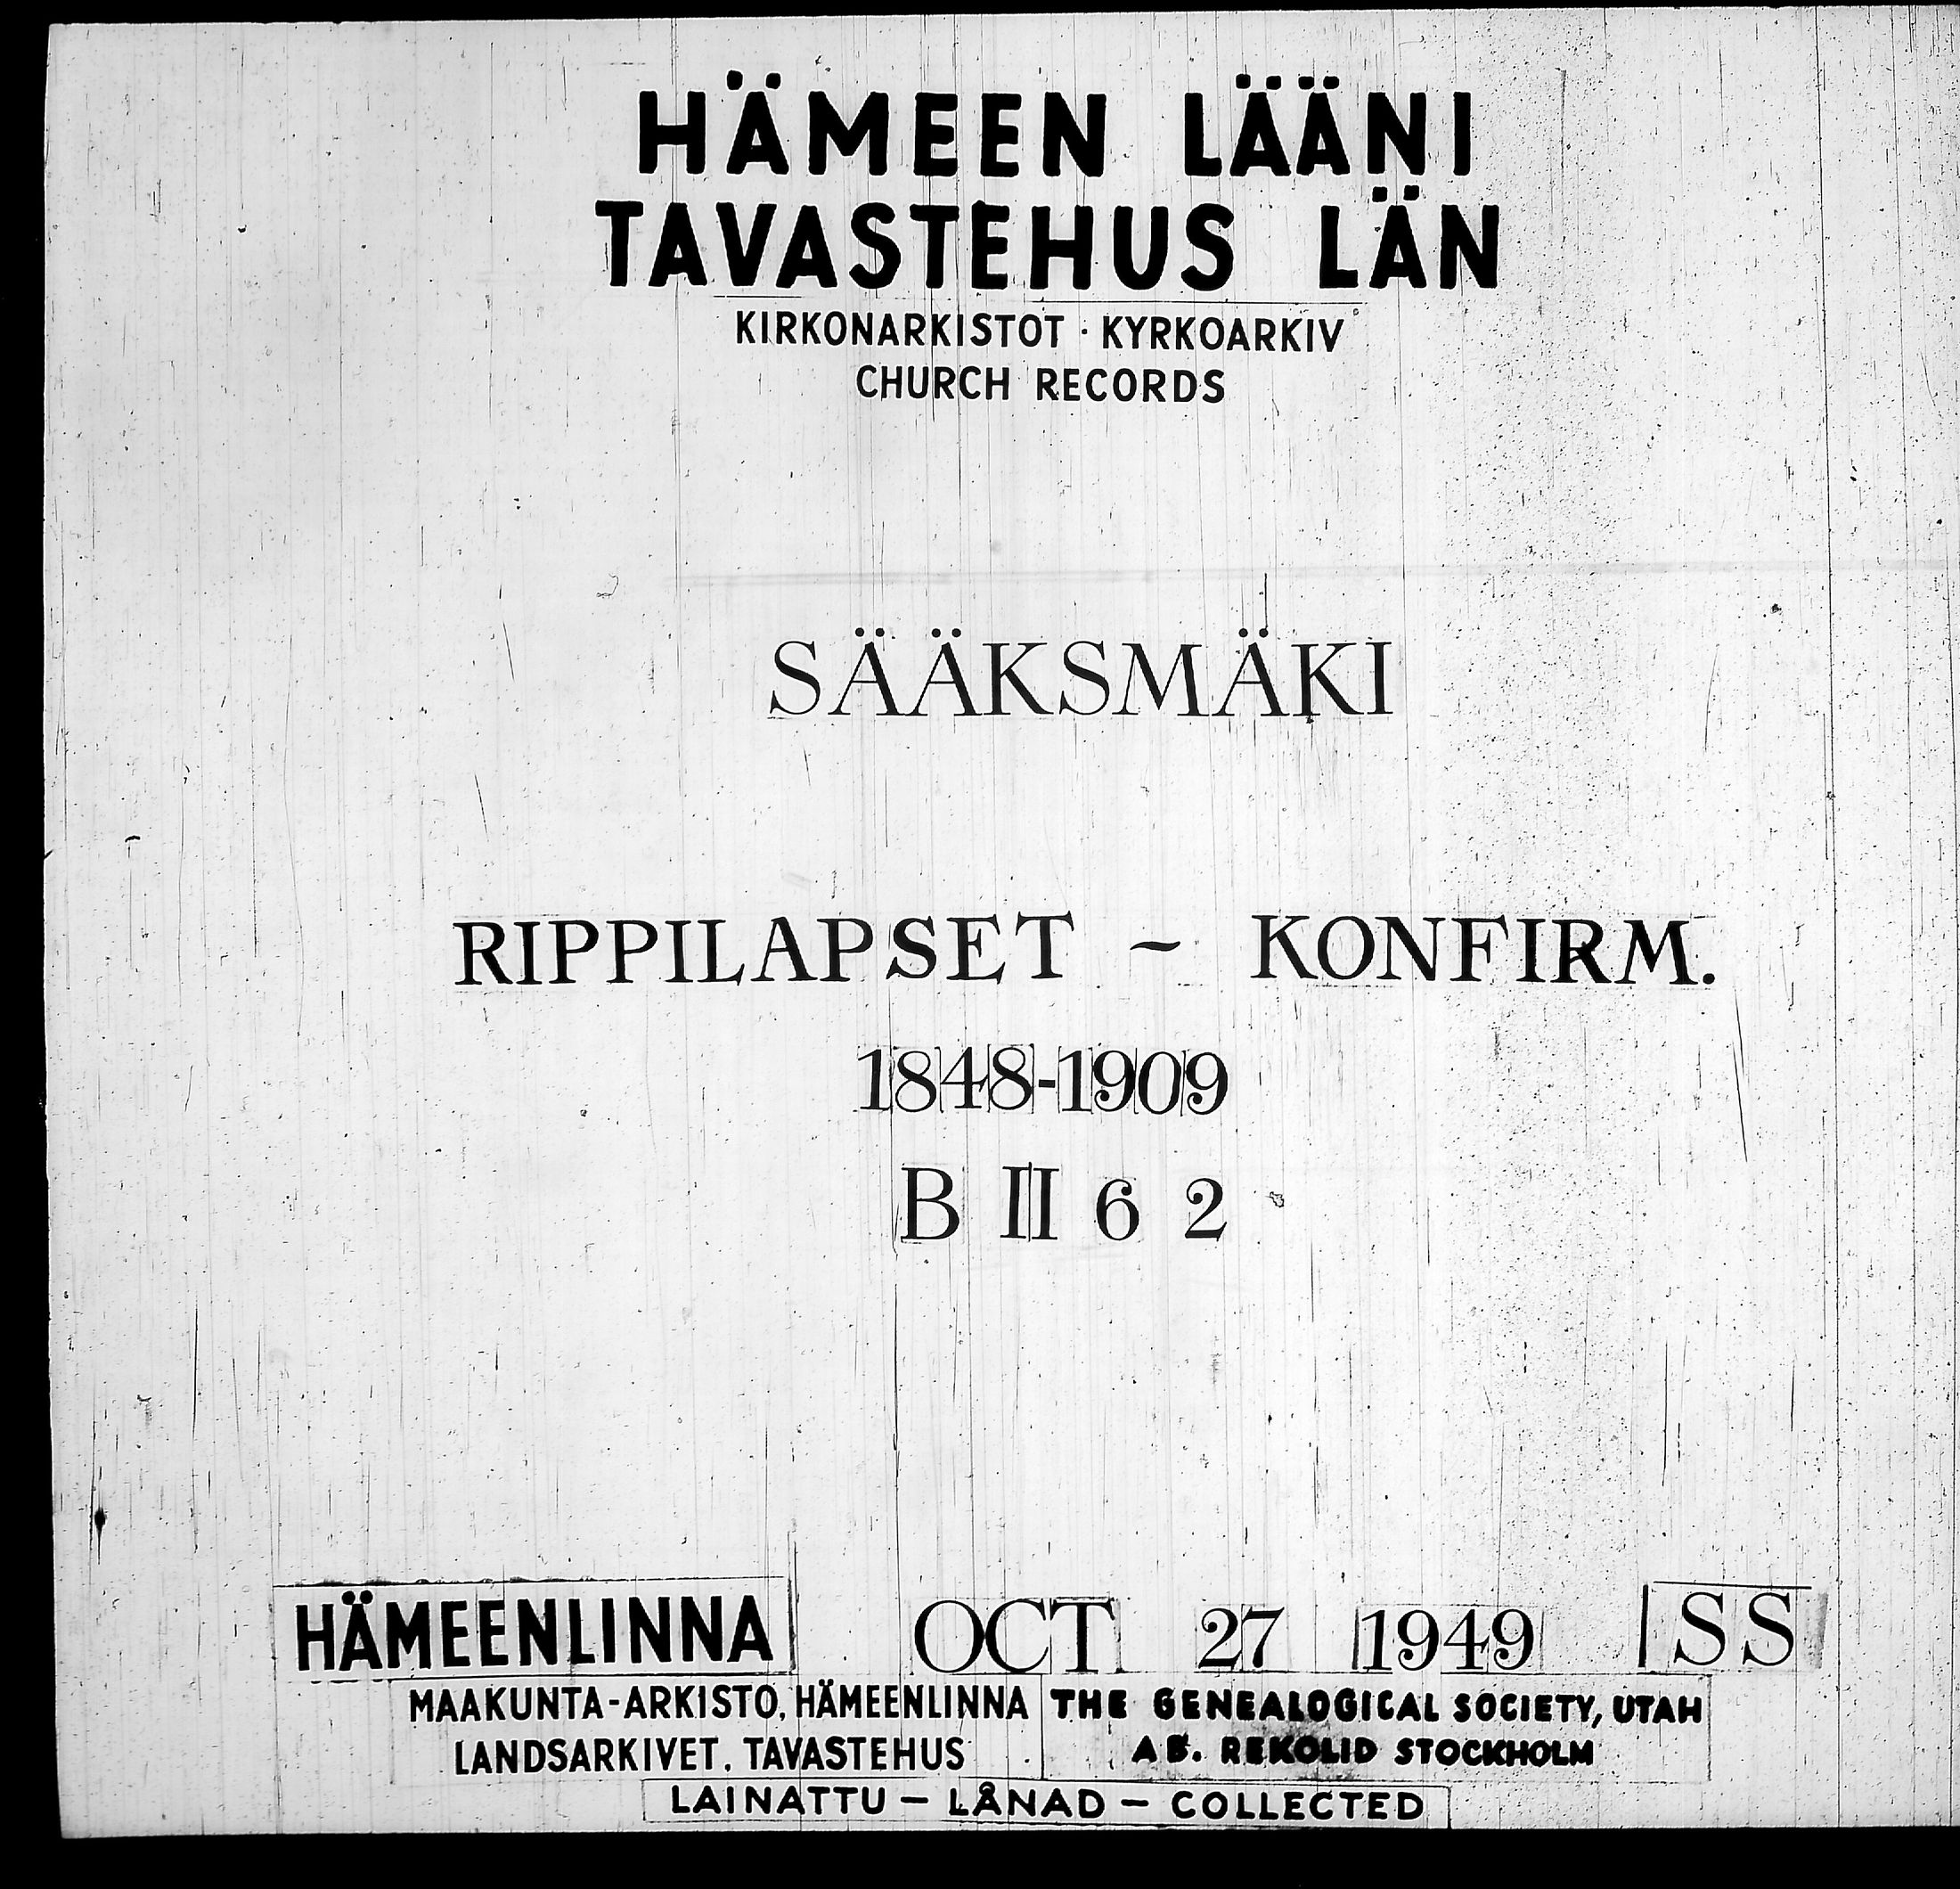 HÄMEEN LÄÄNI
TAVASTEHUS LÄN
KIRKONARKISTOT · KYRKOARKIV
CHURCH RECORDS
SÄÄKSMÄKI
RIPPILAPSET ~ KONFIRM.
1848-1909
B II 6 2
HÄMEENLINNA OCT 27 1949 SS
MAAKUNTA-ARKISTO, HÄMEENLINNA THE GENEALOGICAL SOCIETY, UTAH
LANDSARKIVET, TAVASTEHUS AB. REKOLID STOCKHOLM
LAINATTU — LÅNAD — COLLECTED